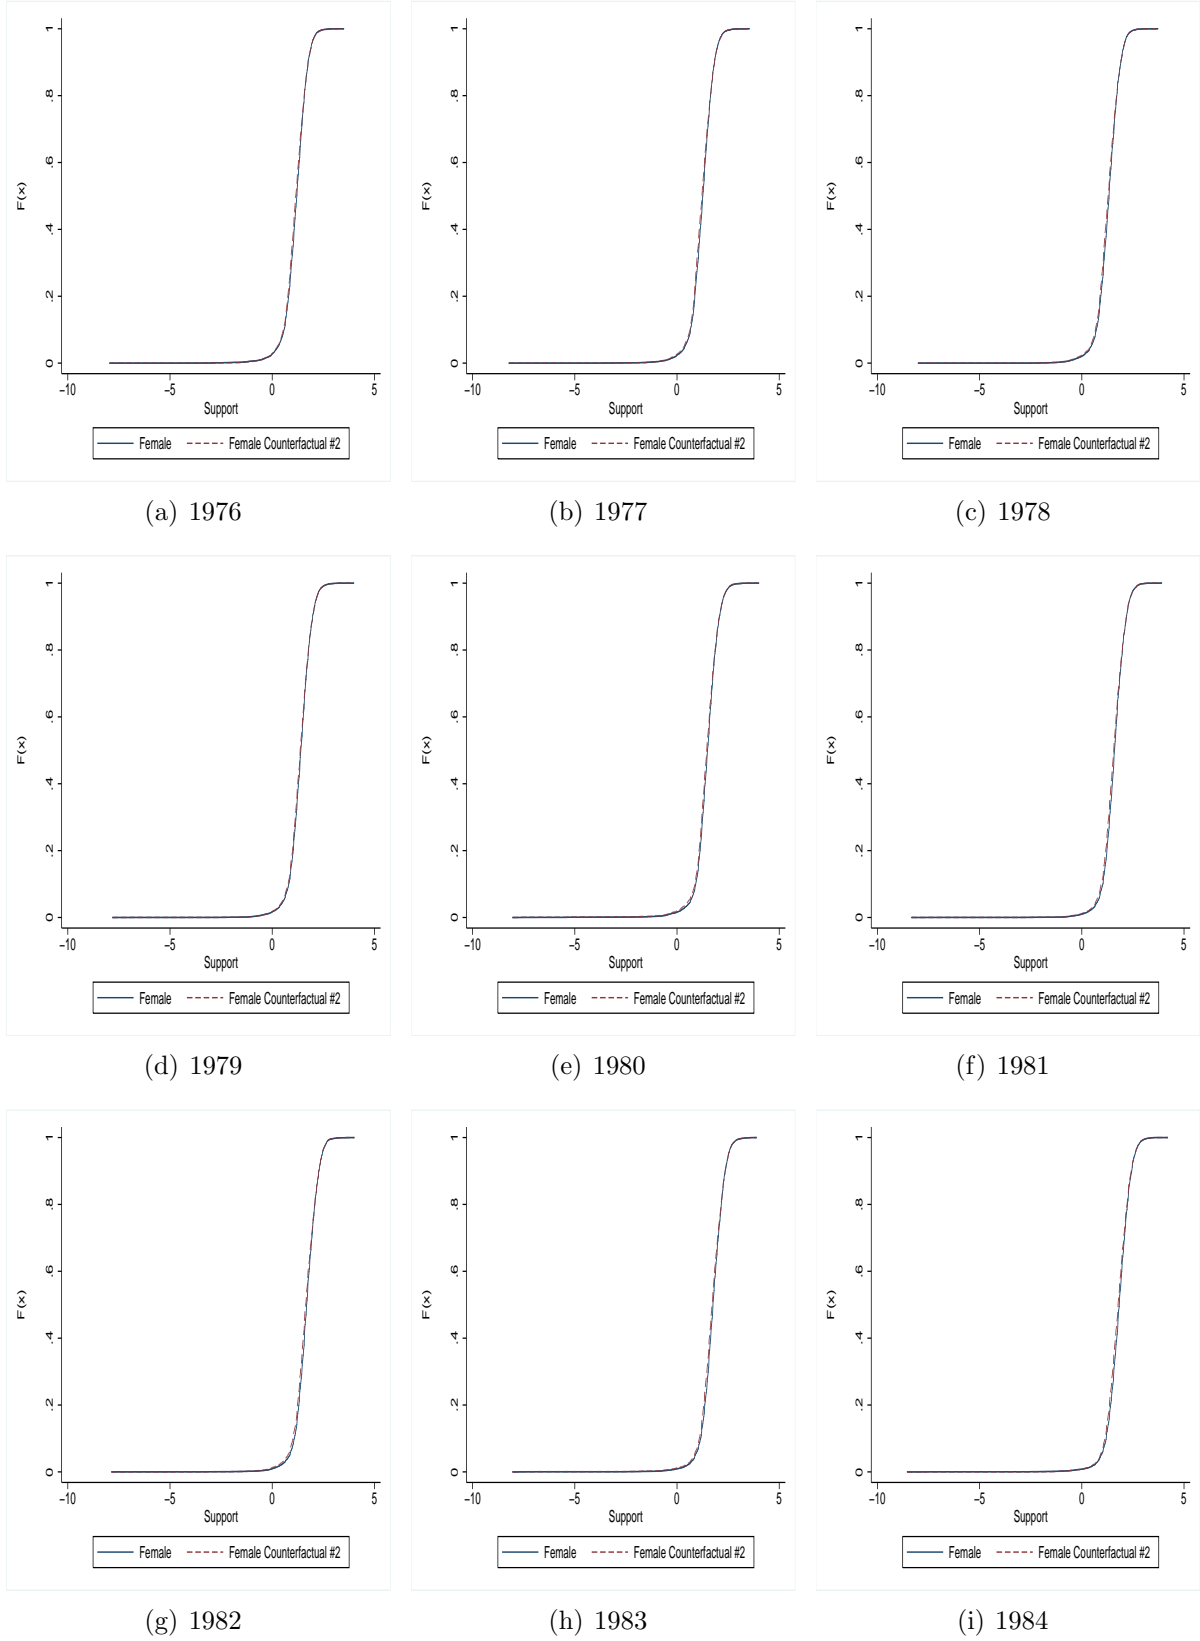 F(x)
1
.8
.6
.4
.2
0
-10 -5 0 5
Support
Female Female Counterfactual #2
(a) 1976
F(x)
1
.8
.6
.4
.2
0
-10 -5 0 5
Support
Female Female Counterfactual #2
(b) 1977
F(x)
1
.8
.6
.4
.2
0
-10 -5 0 5
Support
Female Female Counterfactual #2
(c) 1978
F(x)
1
.8
.6
.4
.2
0
-10 -5 0 5
Support
Female Female Counterfactual #2
(d) 1979
F(x)
1
.8
.6
.4
.2
0
-10 -5 0 5
Support
Female Female Counterfactual #2
(e) 1980
F(x)
1
.8
.6
.4
.2
0
-10 -5 0 5
Support
Female Female Counterfactual #2
(f) 1981
F(x)
1
.8
.6
.4
.2
0
-10 -5 0 5
Support
Female Female Counterfactual #2
(g) 1982
F(x)
1
.8
.6
.4
.2
0
-10 -5 0 5
Support
Female Female Counterfactual #2
(h) 1983
F(x)
1
.8
.6
.4
.2
0
-10 -5 0 5
Support
Female Female Counterfactual #2
(i) 1984